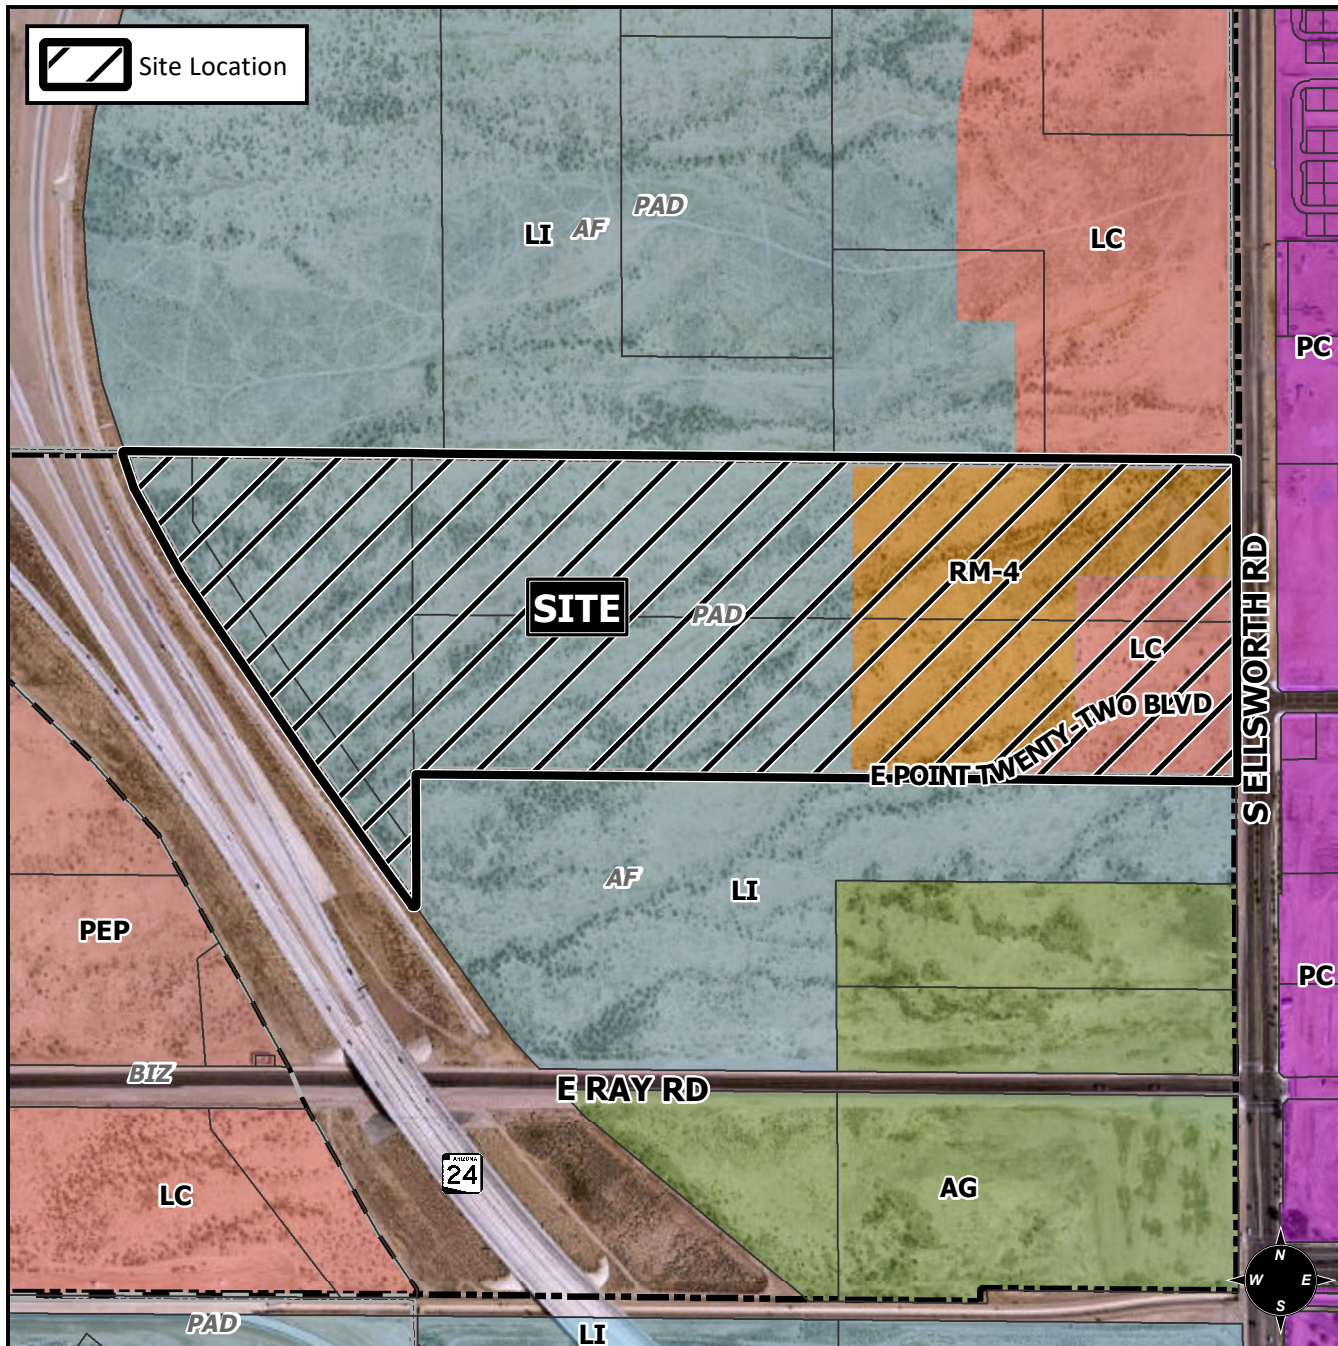 Site Location
PAD
LI
AF
LC
PC
RM-4
SITE
PAD
LC
E POINT TWENTY-TWO BLVD
S ELLSWORTH RD
AF
LI
PEP
PC
BIZ
E RAY RD
ARIZONA
24
LC
AG
N
W
E
S
PAD
LI